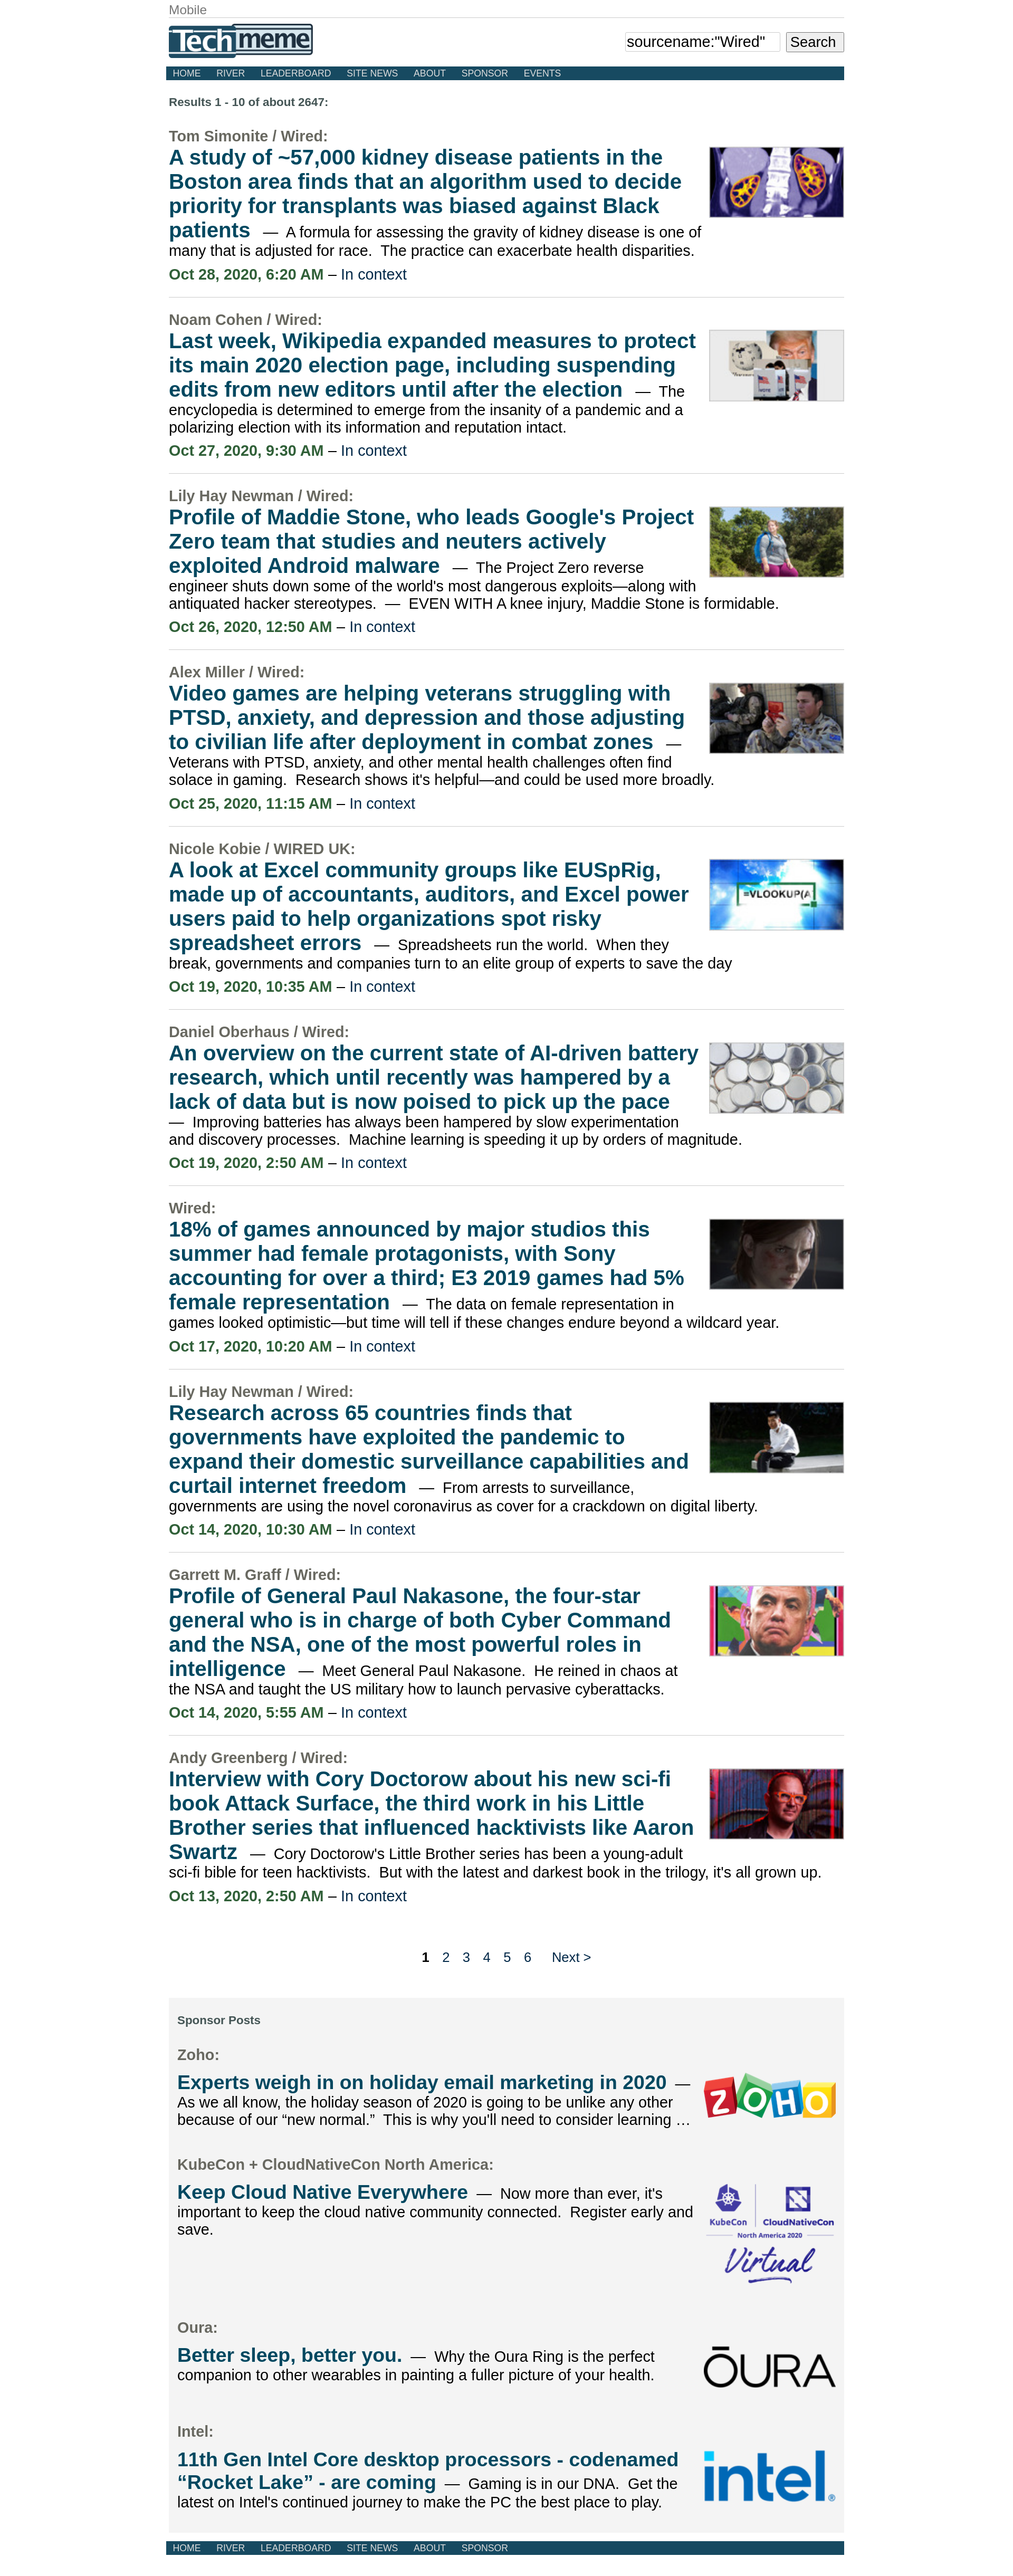 Mobile
Techmeme
sourcename:"Wired"
Search
HOME RIVER LEADERBOARD SITE NEWS ABOUT SPONSOR EVENTS
Results 1 - 10 of about 2647:
Tom Simonite / Wired:
A study of ~57,000 kidney disease patients in the
Boston area finds that an algorithm used to decide
priority for transplants was biased against Black
patients — A formula for assessing the gravity of kidney disease is one of
many that is adjusted for race. The practice can exacerbate health disparities.
Oct 28, 2020, 6:20 AM – In context
Noam Cohen / Wired:
Last week, Wikipedia expanded measures to protect
its main 2020 election page, including suspending
edits from new editors until after the election — The
encyclopedia is determined to emerge from the insanity of a pandemic and a
polarizing election with its information and reputation intact.
Oct 27, 2020, 9:30 AM – In context
Lily Hay Newman / Wired:
Profile of Maddie Stone, who leads Google's Project
Zero team that studies and neuters actively
exploited Android malware — The Project Zero reverse
engineer shuts down some of the world's most dangerous exploits—along with
antiquated hacker stereotypes. — EVEN WITH A knee injury, Maddie Stone is formidable.
Oct 26, 2020, 12:50 AM – In context
Alex Miller / Wired:
Video games are helping veterans struggling with
PTSD, anxiety, and depression and those adjusting
to civilian life after deployment in combat zones —
Veterans with PTSD, anxiety, and other mental health challenges often find
solace in gaming. Research shows it's helpful—and could be used more broadly.
Oct 25, 2020, 11:15 AM – In context
Nicole Kobie / WIRED UK:
A look at Excel community groups like EUSpRig,
made up of accountants, auditors, and Excel power
users paid to help organizations spot risky
spreadsheet errors — Spreadsheets run the world. When they
break, governments and companies turn to an elite group of experts to save the day
=VLOOKUP(A
Oct 19, 2020, 10:35 AM – In context
Daniel Oberhaus / Wired:
An overview on the current state of AI-driven battery
research, which until recently was hampered by a
lack of data but is now poised to pick up the pace
— Improving batteries has always been hampered by slow experimentation
and discovery processes. Machine learning is speeding it up by orders of magnitude.
Oct 19, 2020, 2:50 AM – In context
Wired:
18% of games announced by major studios this
summer had female protagonists, with Sony
accounting for over a third; E3 2019 games had 5%
female representation — The data on female representation in
games looked optimistic—but time will tell if these changes endure beyond a wildcard year.
Oct 17, 2020, 10:20 AM – In context
Lily Hay Newman / Wired:
Research across 65 countries finds that
governments have exploited the pandemic to
expand their domestic surveillance capabilities and
curtail internet freedom — From arrests to surveillance,
governments are using the novel coronavirus as cover for a crackdown on digital liberty.
Oct 14, 2020, 10:30 AM – In context
Garrett M. Graff / Wired:
Profile of General Paul Nakasone, the four-star
general who is in charge of both Cyber Command
and the NSA, one of the most powerful roles in
intelligence — Meet General Paul Nakasone. He reined in chaos at
the NSA and taught the US military how to launch pervasive cyberattacks.
Oct 14, 2020, 5:55 AM – In context
Andy Greenberg / Wired:
Interview with Cory Doctorow about his new sci-fi
book Attack Surface, the third work in his Little
Brother series that influenced hacktivists like Aaron
Swartz — Cory Doctorow's Little Brother series has been a young-adult
sci-fi bible for teen hacktivists. But with the latest and darkest book in the trilogy, it's all grown up.
Oct 13, 2020, 2:50 AM – In context
1 2 3 4 5 6 Next >
Sponsor Posts
Zoho:
Experts weigh in on holiday email marketing in 2020 —
As we all know, the holiday season of 2020 is going to be unlike any other
because of our “new normal.” This is why you'll need to consider learning …
ZOHO
KubeCon + CloudNativeCon North America:
Keep Cloud Native Everywhere — Now more than ever, it's
important to keep the cloud native community connected. Register early and
save.
KubeCon CloudNativeCon
North America 2020
Virtual
Oura:
Better sleep, better you. — Why the Oura Ring is the perfect
companion to other wearables in painting a fuller picture of your health.
ŌURA
Intel:
11th Gen Intel Core desktop processors - codenamed
“Rocket Lake” - are coming — Gaming is in our DNA. Get the
latest on Intel's continued journey to make the PC the best place to play.
intel®
HOME RIVER LEADERBOARD SITE NEWS ABOUT SPONSOR